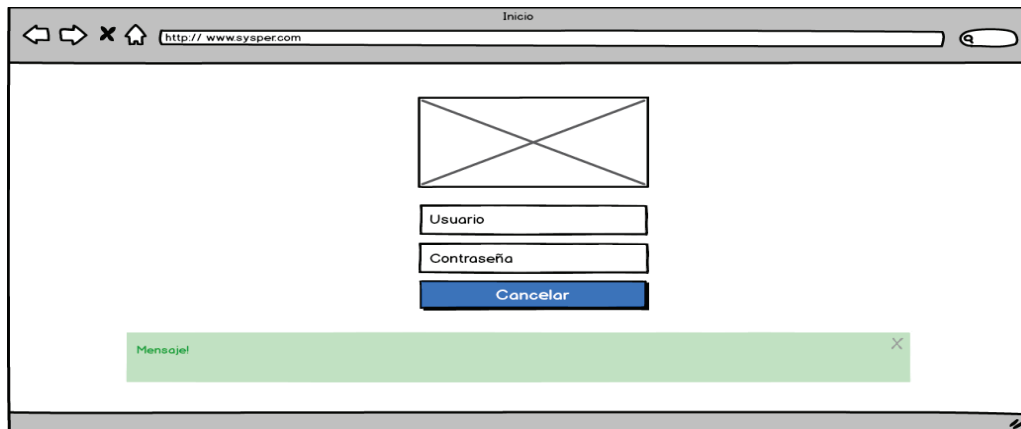 Inicio
http:// www.sysper.com
Usuario
Contraseña
Cancelar
Mensaje!